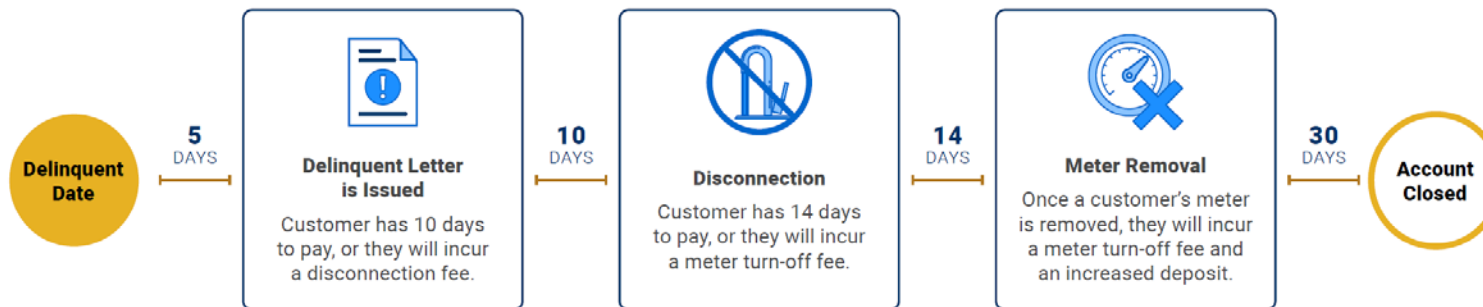 Delinquent
Date
5
DAYS
Delinquent Letter
is Issued
Customer has 10 days
to pay, or they will incur
a disconnection fee.
10
DAYS
Disconnection
Customer has 14 days
to pay, or they will incur
a meter turn-off fee.
14
DAYS
Meter Removal
Once a customer’s meter
is removed, they will incur
a meter turn-off fee and
an increased deposit.
30
DAYS
Account
Closed